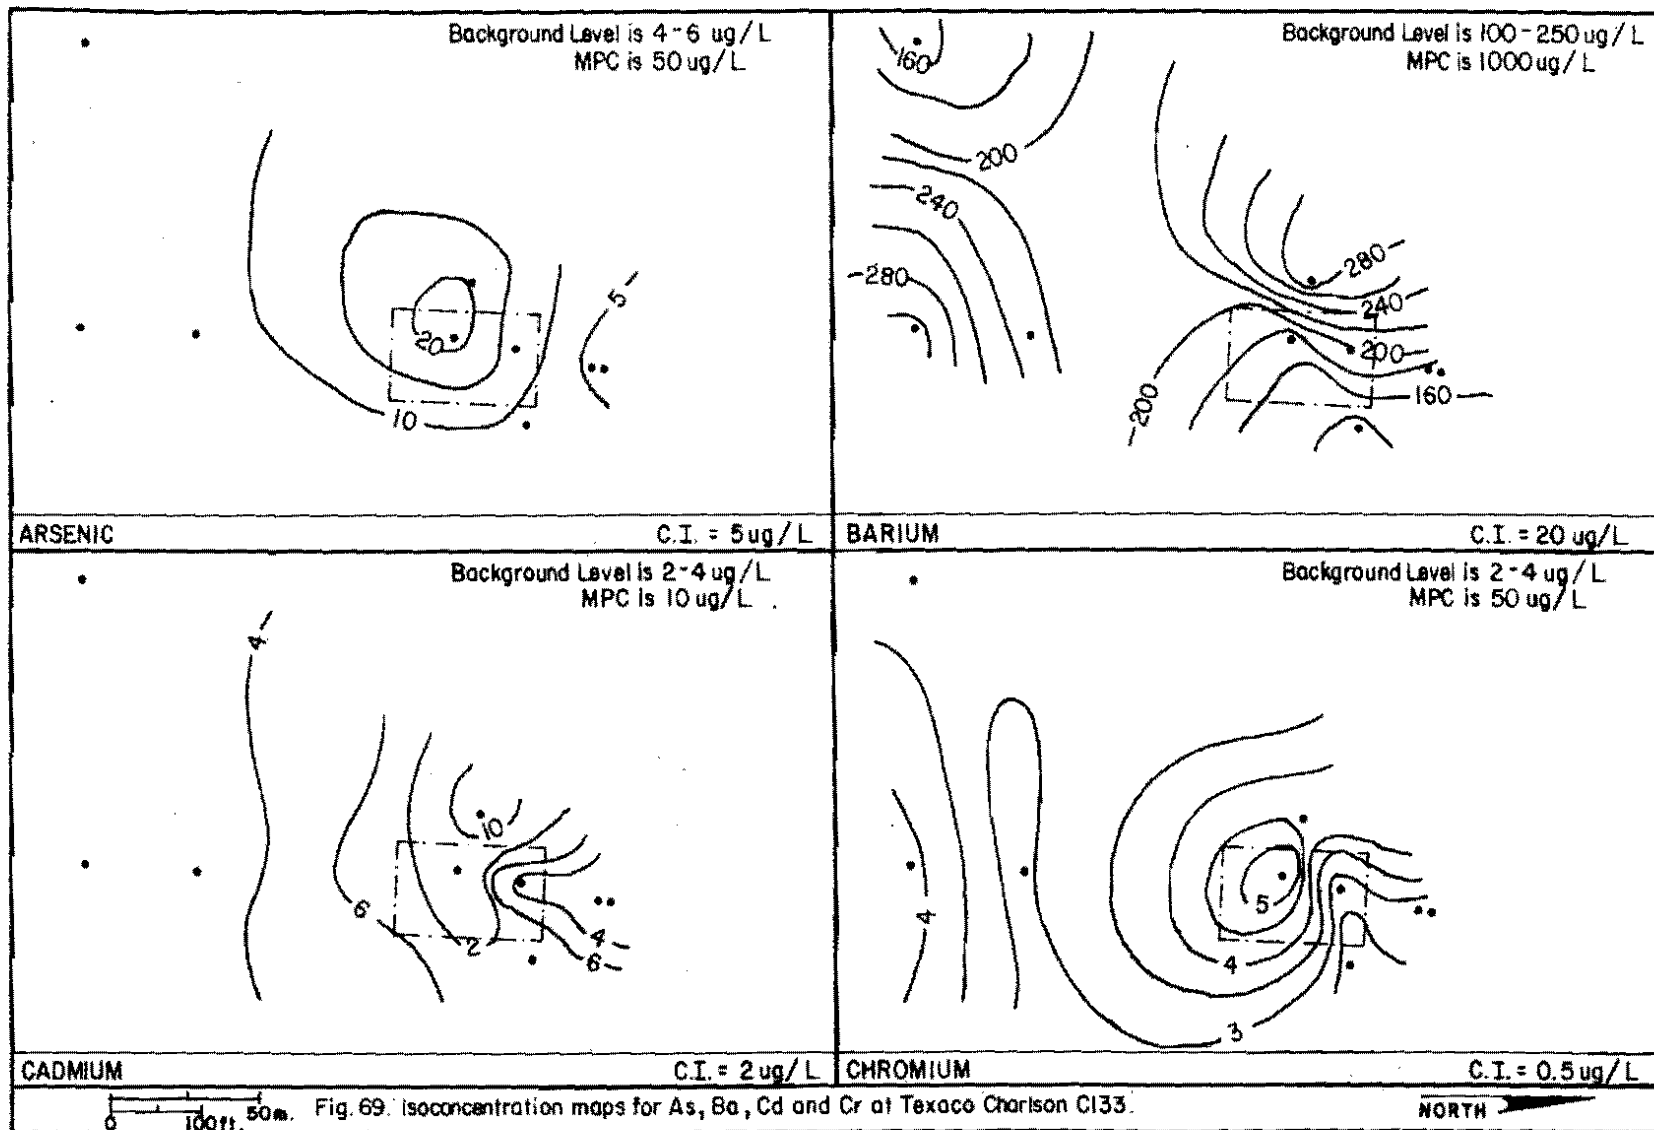 Background Level is 4-6 ug/L
MPC is 50 ug/L
5
20
10
ARSENIC C.I. = 5 ug/L
Background Level is 100-250 ug/L
MPC is 1000 ug/L
160
200
240
280
280
240
200
200
160
BARIUM C.I. = 20 ug/L
Background Level is 2-4 ug/L
MPC is 10 ug/L
4
10
6
2
4
6
CADMIUM C.I. = 2 ug/L
Background Level is 2-4 ug/L
MPC is 50 ug/L
4
5
4
3
CHROMIUM C.I. = 0.5 ug/L
0 50m.
100ft.
Fig. 69. Isoconcentration maps for As, Ba, Cd and Cr at Texaco Charlson C133.
NORTH